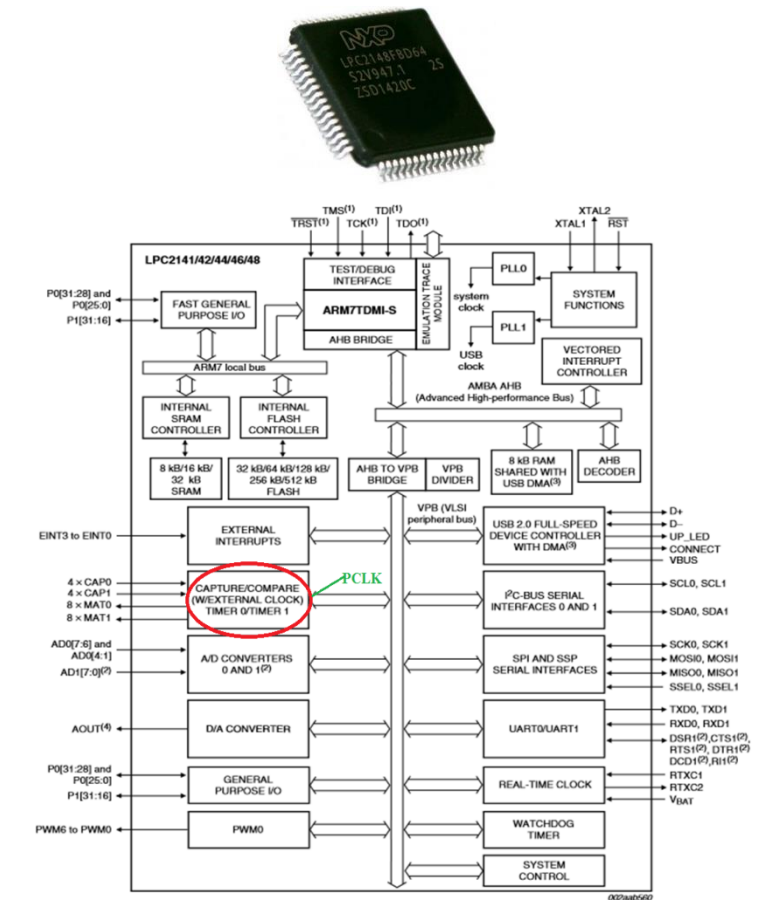 NXP
LPC2148FBD64
S2V947.1 2S
ZSD1420C
TMS(1) TDI(1)
TRST(1) TCK(1) TDO(1)
XTAL2
XTAL1 RST
LPC2141/42/44/46/48
TEST/DEBUG
INTERFACE
ARM7TDMI-S
AHB BRIDGE
EMULATION TRACE
MODULE
PLL0
system
clock
PLL1
USB
clock
SYSTEM
FUNCTIONS
VECTORED
INTERRUPT
CONTROLLER
P0[31:28] and
P0[25:0]
P1[31:16]
FAST GENERAL
PURPOSE I/O
ARM7 local bus
AMBA AHB
(Advanced High-performance Bus)
INTERNAL
SRAM
CONTROLLER
INTERNAL
FLASH
CONTROLLER
8 kB/16 kB/
32 kB
SRAM
32 kB/64 kB/128 kB/
256 kB/512 kB
FLASH
AHB TO VPB
BRIDGE
VPB
DIVIDER
8 kB RAM
SHARED WITH
USB DMA(3)
AHB
DECODER
VPB (VLSI
peripheral bus)
EINT3 to EINT0
EXTERNAL
INTERRUPTS
USB 2.0 FULL-SPEED
DEVICE CONTROLLER
WITH DMA(3)
D+
D−
UP_LED
CONNECT
VBUS
4 × CAP0
4 × CAP1
8 × MAT0
8 × MAT1
CAPTURE/COMPARE
(W/EXTERNAL CLOCK)
TIMER 0/TIMER 1
PCLK
I2C-BUS SERIAL
INTERFACES 0 AND 1
SCL0, SCL1
SDA0, SDA1
AD0[7:6] and
AD0[4:1]
AD1[7:0](2)
A/D CONVERTERS
0 AND 1(2)
SPI AND SSP
SERIAL INTERFACES
SCK0, SCK1
MOSI0, MOSI1
MISO0, MISO1
SSEL0, SSEL1
AOUT(4)
D/A CONVERTER
UART0/UART1
TXD0, TXD1
RXD0, RXD1
DSR1(2),CTS1(2),
RTS1(2), DTR1(2)
DCD1(2),RI1(2)
P0[31:28] and
P0[25:0]
P1[31:16]
GENERAL
PURPOSE I/O
REAL-TIME CLOCK
RTXC1
RTXC2
VBAT
PWM6 to PWM0
PWM0
WATCHDOG
TIMER
SYSTEM
CONTROL
002aab560